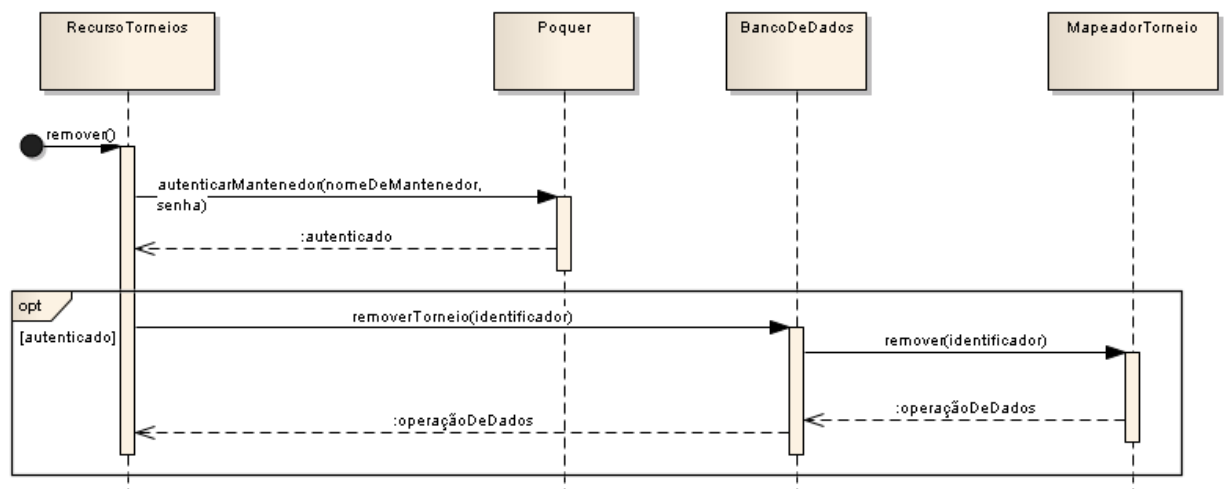 RecursoTorneios
Poquer
BancoDeDados
MapeadorTorneio
remover()
autenticarMantenedor(nomeDeMantenedor,
senha)
:autenticado
opt
[autenticado]
removerTorneio(identificador)
remover(identificador)
:operaçãoDeDados
:operaçãoDeDados